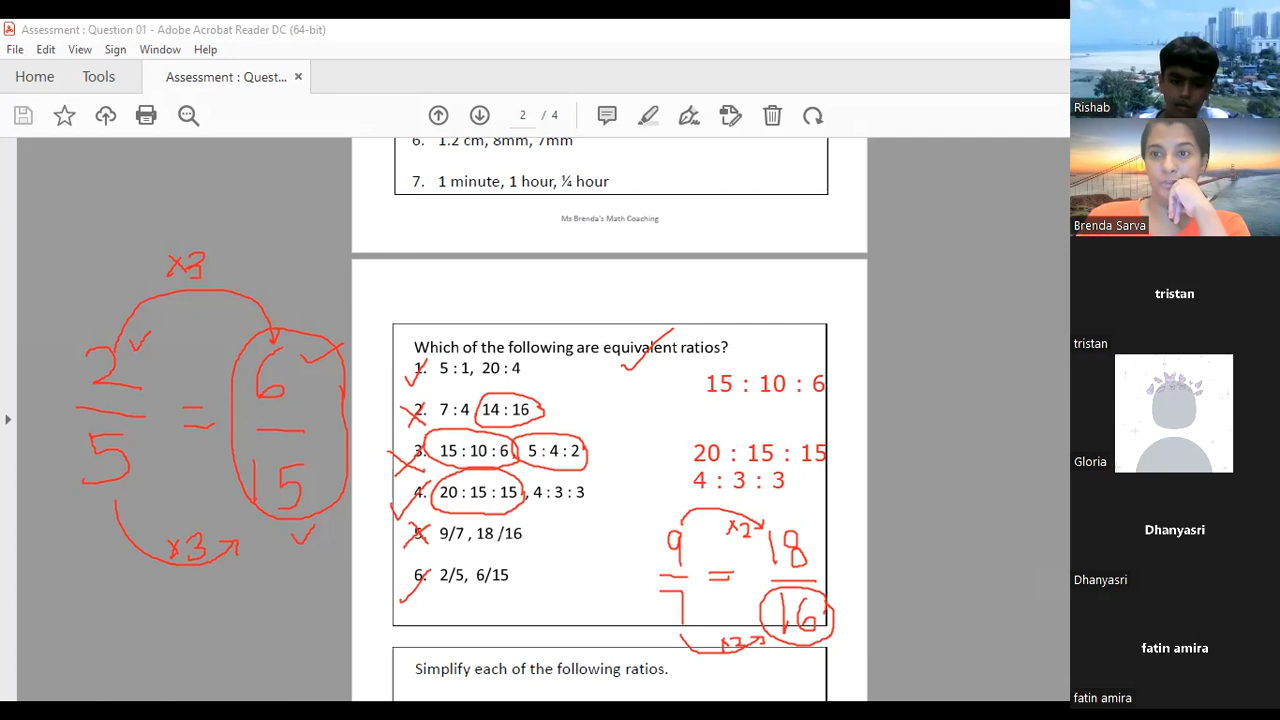 Assessment : Question 01 - Adobe Acrobat Reader DC (64-bit)
File Edit View Sign Window Help
Home Tools Assessment : Quest... ×
2 / 4
6. 1.2 cm, 8mm, 7mm
7. 1 minute, 1 hour, ¼ hour
Ms Brenda's Math Coaching
Which of the following are equivalent ratios?
1. 5 : 1, 20 : 4
2. 7 : 4 14 : 16
3. 15 : 10 : 6 5 : 4 : 2
4. 20 : 15 : 15 , 4 : 3 : 3
5. 9/7 , 18 /16
6. 2/5, 6/15
15 : 10 : 6
20 : 15 : 15
4 : 3 : 3
×2
9 = 18
7 16
×2
×3
2 = 6
5 15
×3
Simplify each of the following ratios.
Rishab
Brenda Sarva
tristan
tristan
Gloria
Dhanyasri
Dhanyasri
fatin amira
fatin amira